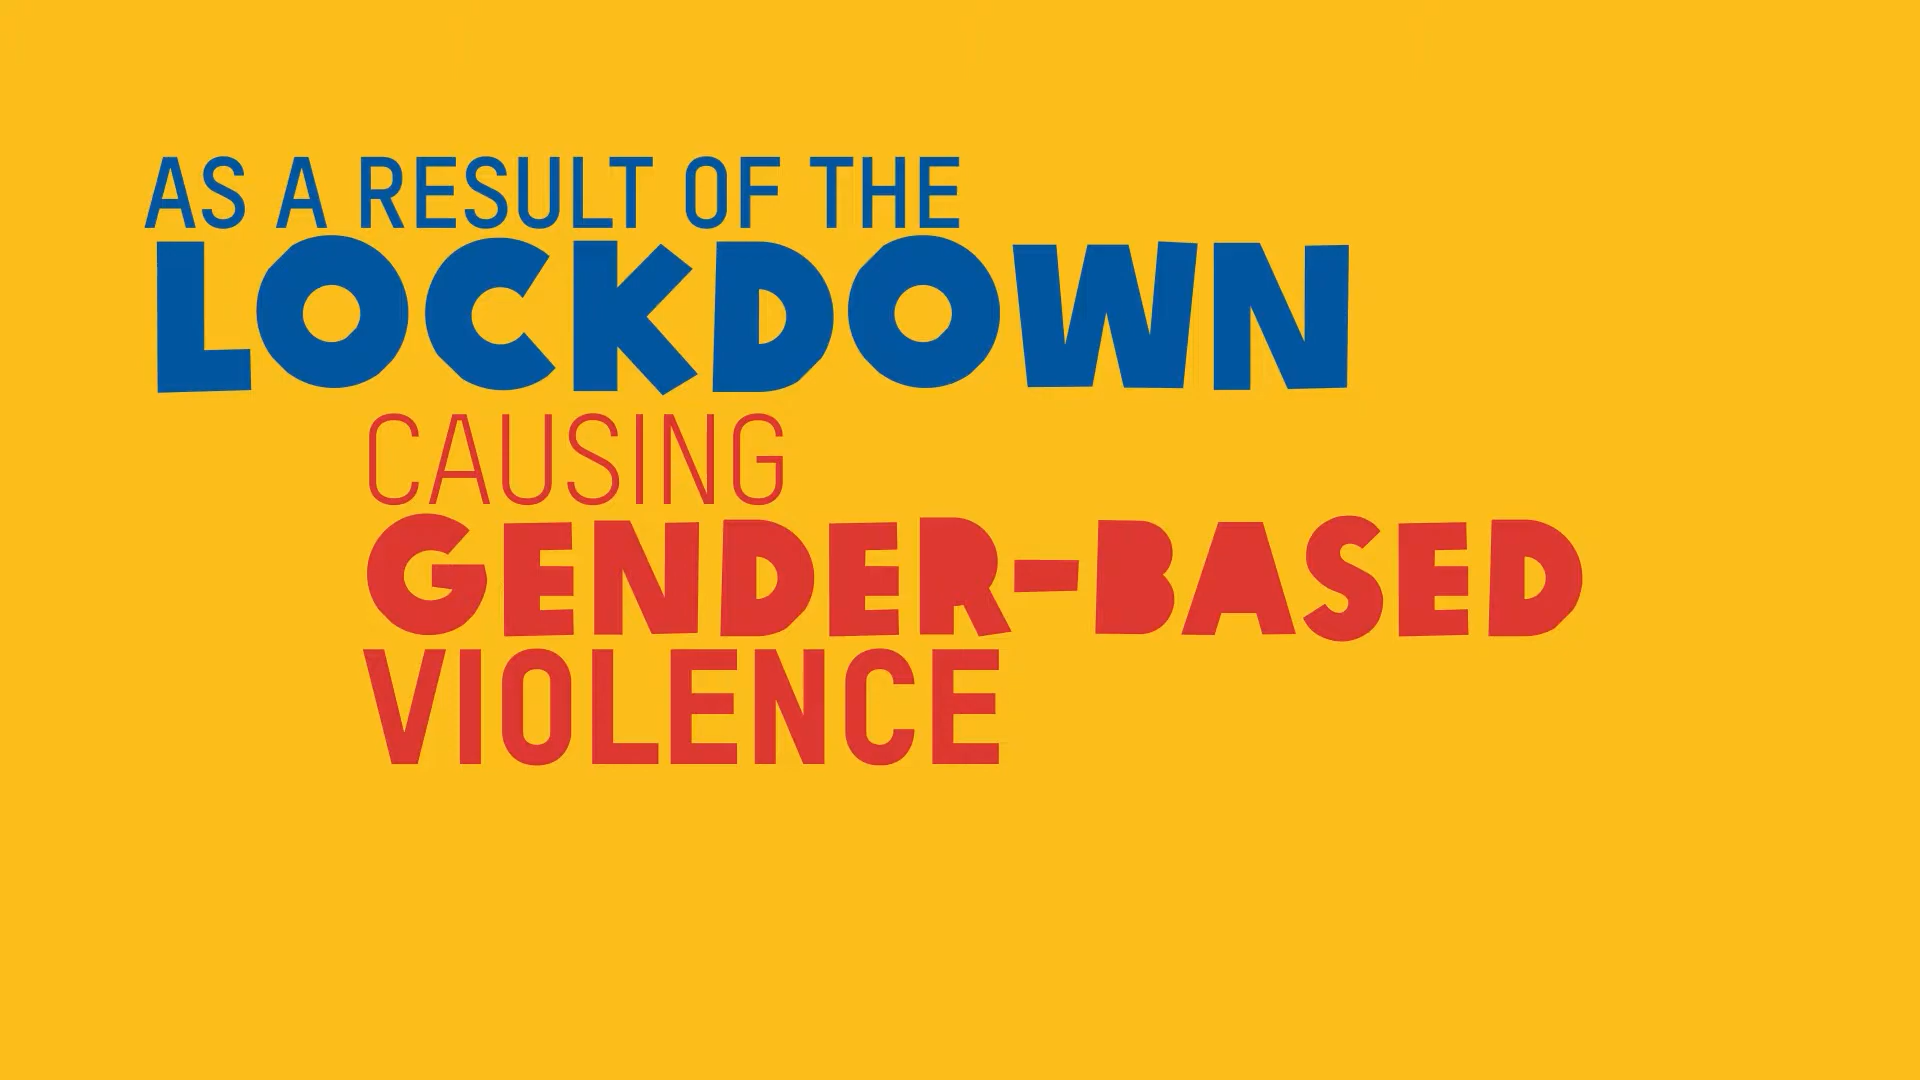 AS A RESULT OF THE
LOCKDOWN
CAUSING
GENDER-BASED
VIOLENCE